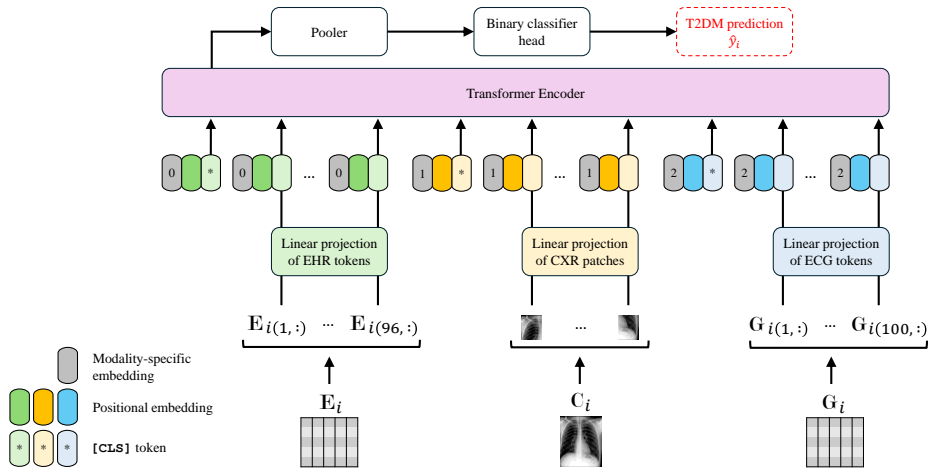 Pooler
Binary classifier
head
T2DM prediction
ŷᵢ
Transformer Encoder
0 * 0 ... 0 1 * 1 ... 1 2 * 2 ... 2
Linear projection
of EHR tokens
Linear projection
of CXR patches
Linear projection
of ECG tokens
E_i(1,:) ... E_i(96,:)
...
G_i(1,:) ... G_i(100,:)
Modality-specific
embedding
Positional embedding
* * * [CLS] token
E_i
C_i
G_i